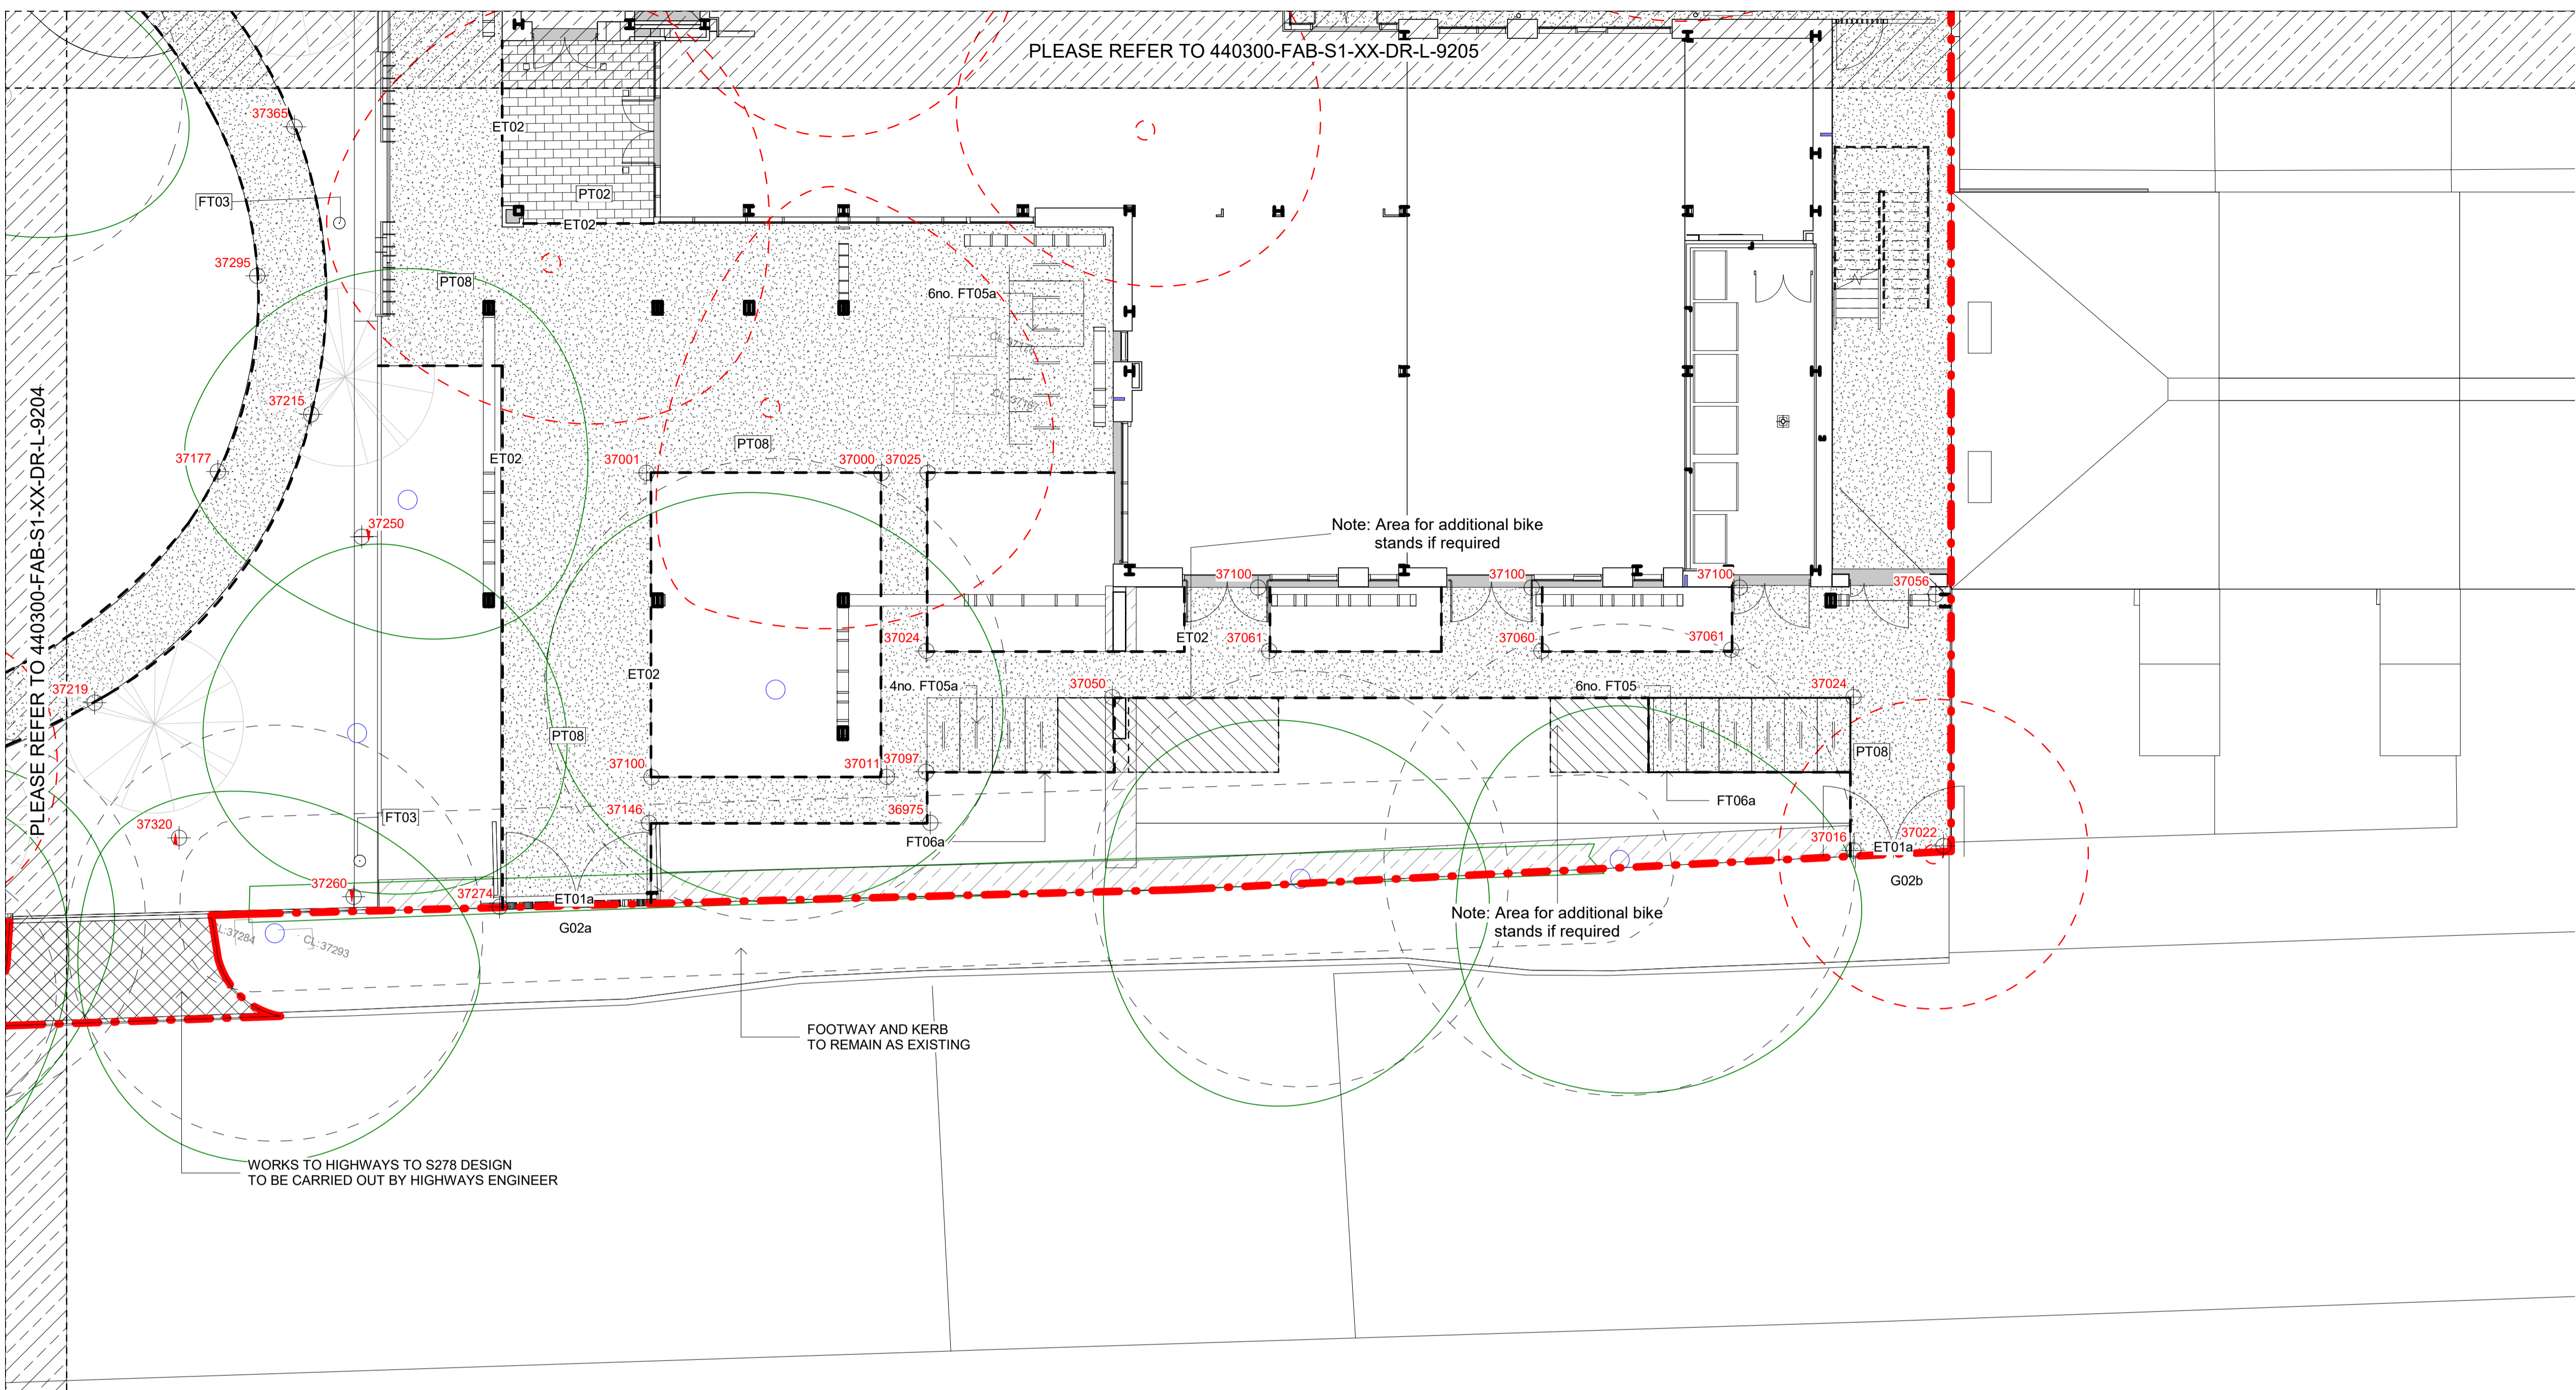 PLEASE REFER TO 440300-FAB-S1-XX-DR-L-9205
PLEASE REFER TO 440300-FAB-S1-XX-DR-L-9204
37365
ET02
PT02
FT03
ET02
37295
PT08
6no. FT05a
37215
PT08
37177
ET02
37001
37000
37025
37250
Note: Area for additional bike
stands if required
37100
37100
37100
37056
37024
ET02
37061
37060
37061
ET02
37219
4no. FT05a
37050
6no. FT05
37024
PT08
PT08
37100
37011
37097
FT06a
FT03
37146
36975
37320
FT06a
37016
37022
ET01a
37260
37274
ET01a
G02b
G02a
Note: Area for additional bike
stands if required
CL:37284
CL:37293
FOOTWAY AND KERB
TO REMAIN AS EXISTING
WORKS TO HIGHWAYS TO S278 DESIGN
TO BE CARRIED OUT BY HIGHWAYS ENGINEER